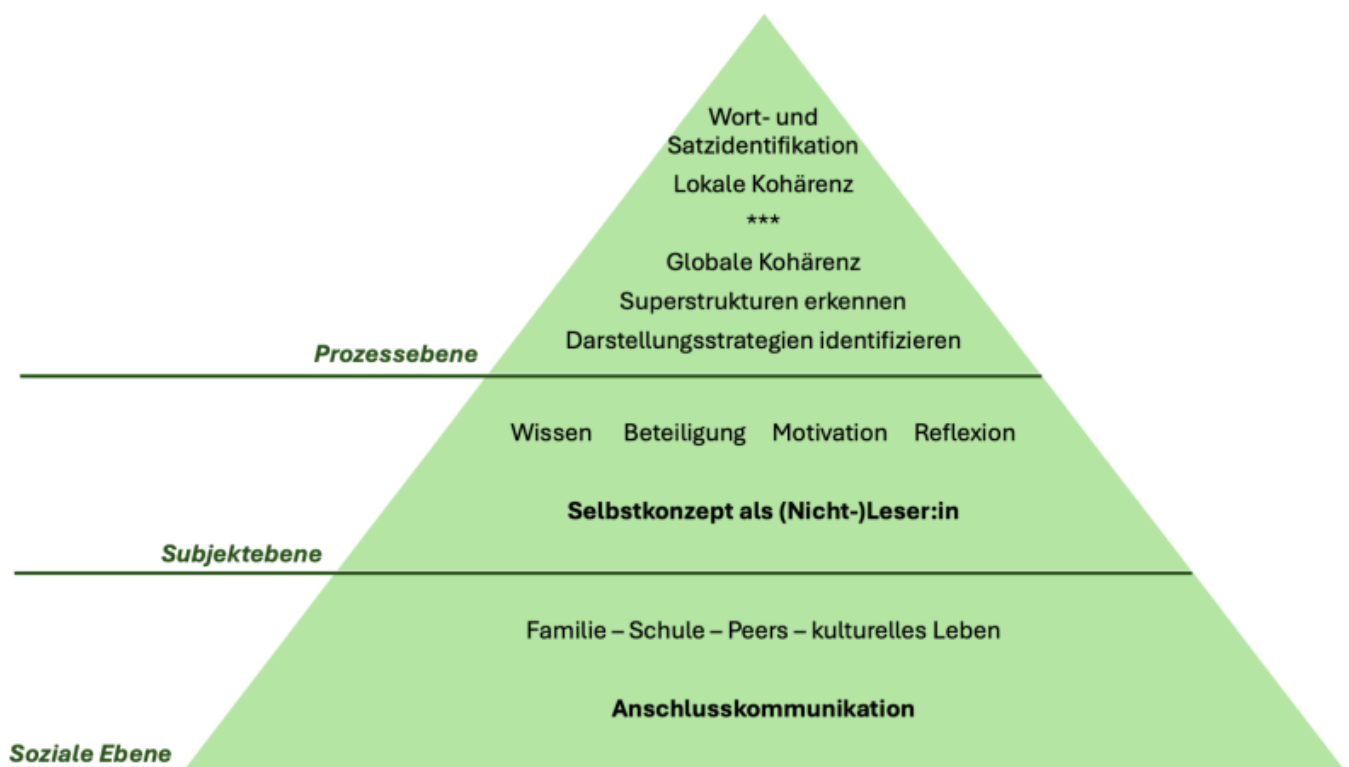 Wort- und
Satzidentifikation
Lokale Kohärenz
***
Globale Kohärenz
Superstrukturen erkennen
Darstellungsstrategien identifizieren
Prozessebene
Wissen Beteiligung Motivation Reflexion
Selbstkonzept als (Nicht-)Leser:in
Subjektebene
Familie – Schule – Peers – kulturelles Leben
Anschlusskommunikation
Soziale Ebene